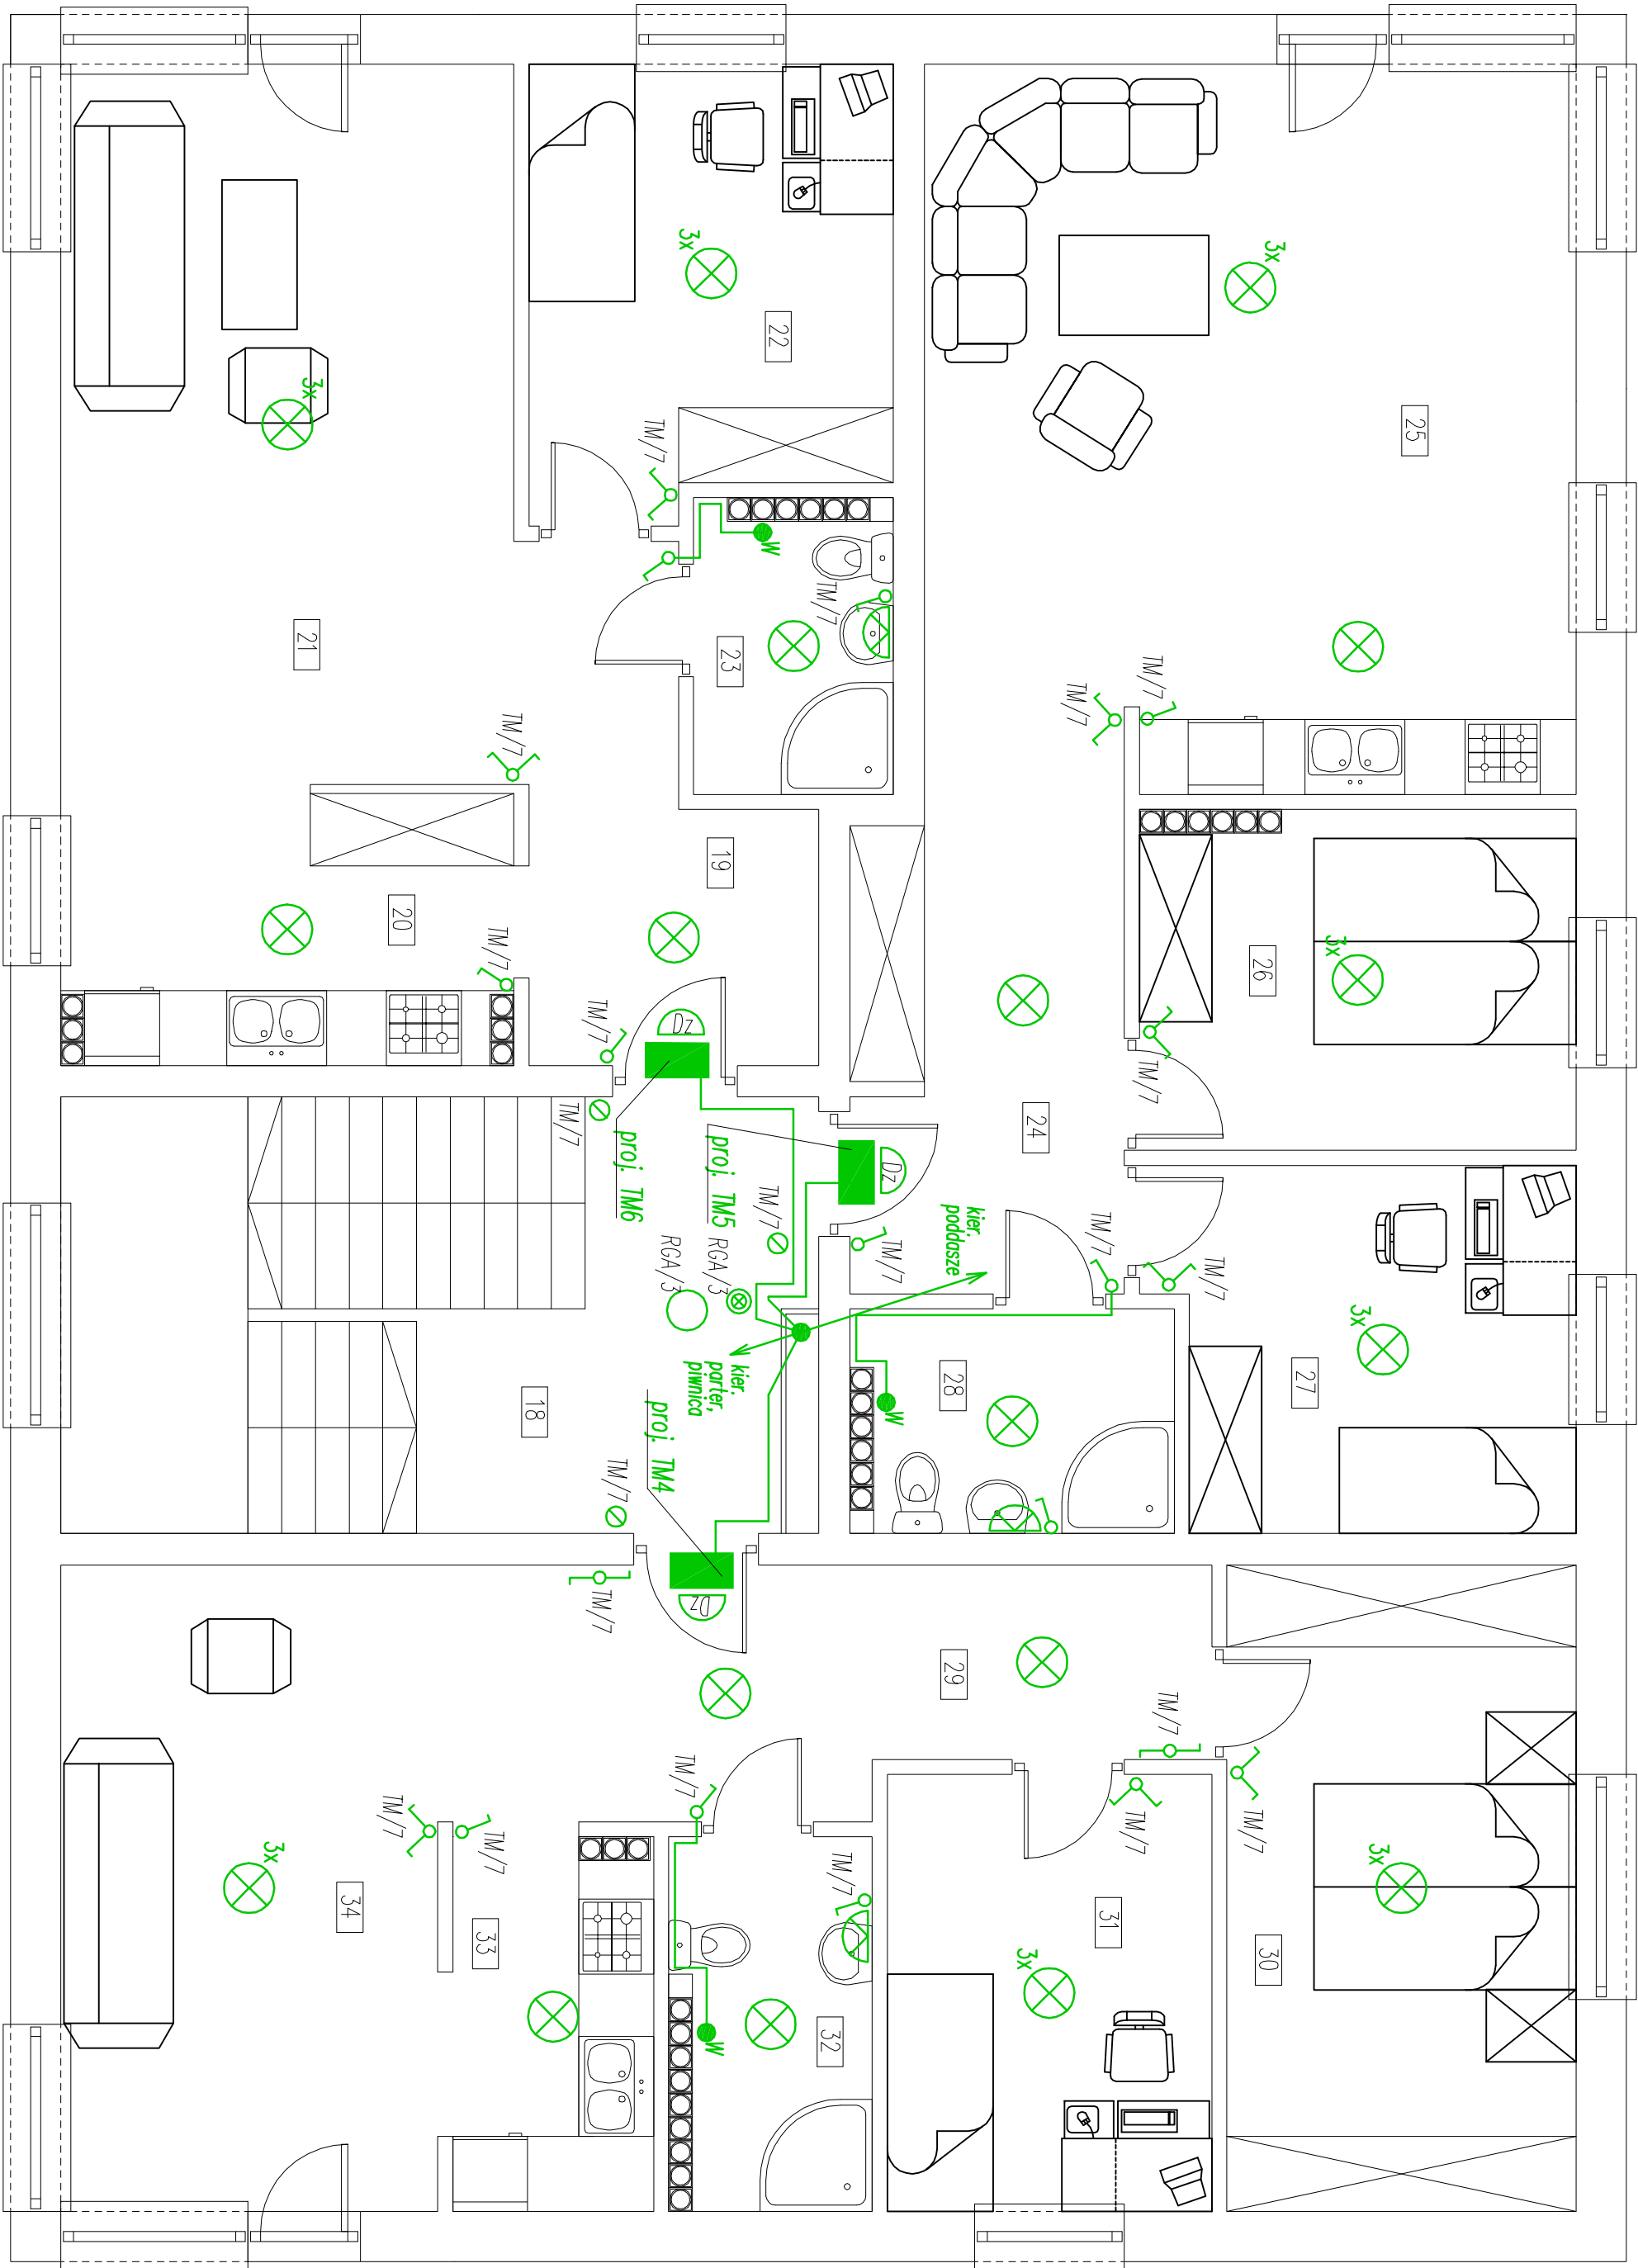 3x
3x
22
3x
25
TM/7
W
TM/7
21
23
TM/7
TM/7
TM/7
19
20
TM/7
3x
26
TM/7
Dz
TM/7
TM/7
24
proj. TM6
proj. TM5
Dz
TM/7
kier.
poddasze
TM/7
TM/7
TM/7
RGA/3
RGA/3
3x
kier.
parter,
piwnica
28
27
18
W
proj. TM4
TM/7
Dz
TM/7
29
TM/7
TM/7
TM/7
TM/7
TM/7
TM/7
3x
3x
TM/7
34
33
31
30
3x
W
32